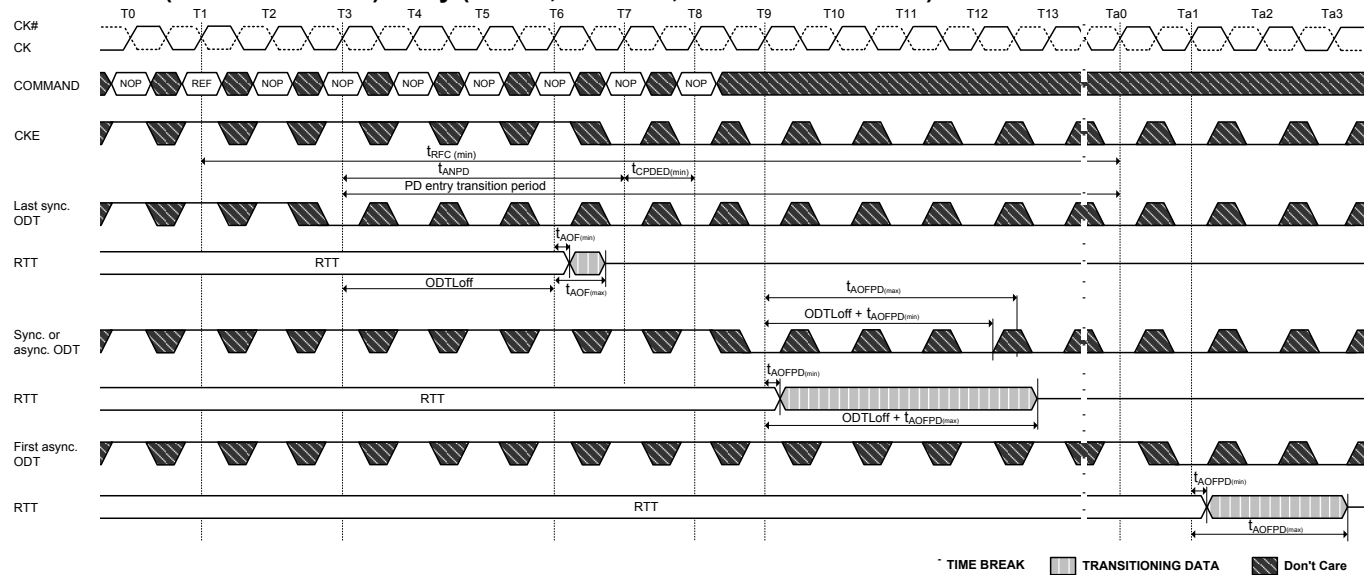 T0 T1 T2 T3 T4 T5 T6 T7 T8 T9 T10 T11 T12 T13 Ta0 Ta1 Ta2 Ta3
CK#
CK
COMMAND NOP REF NOP NOP NOP NOP NOP NOP NOP
CKE
tRFC (min)
tANPD tCPDED(min)
PD entry transition period
Last sync.
ODT
tAOF(min)
RTT RTT
ODTLoff tAOF(max)
tAOFPD(max)
ODTLoff + tAOFPD(min)
Sync. or
async. ODT
tAOFPD(min)
RTT RTT
ODTLoff + tAOFPD(max)
First async.
ODT
tAOFPD(min)
RTT RTT
tAOFPD(max)
TIME BREAK TRANSITIONING DATA Don't Care